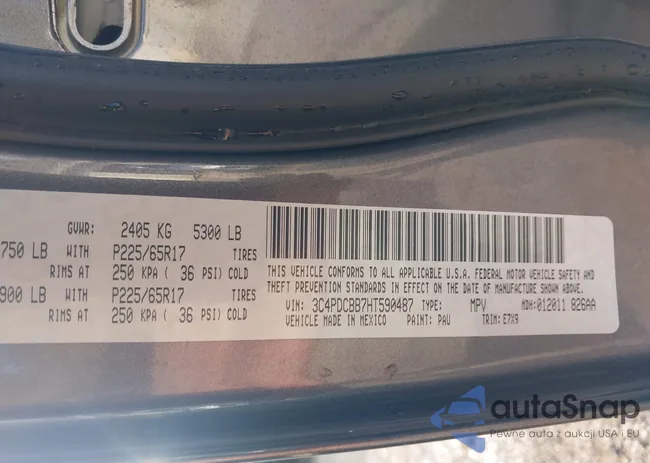 GVWR: 2405 KG 5300 LB
750 LB WITH P225/65R17 TIRES
RIMS AT 250 KPA ( 36 PSI) COLD
900 LB WITH P225/65R17 TIRES
RIMS AT 250 KPA ( 36 PSI) COLD
THIS VEHICLE CONFORMS TO ALL APPLICABLE U.S.A. FEDERAL MOTOR VEHICLE SAFETY AND
THEFT PREVENTION STANDARDS IN EFFECT ON THE DATE OF MANUFACTURE SHOWN ABOVE.
VIN: 3C4PDCBB7HT590487 TYPE: MPV MDH:012011 826AA
VEHICLE MADE IN MEXICO PAINT: PAU TRIM: E7X9
autaSnap
Pewne auta z aukcji USA i EU